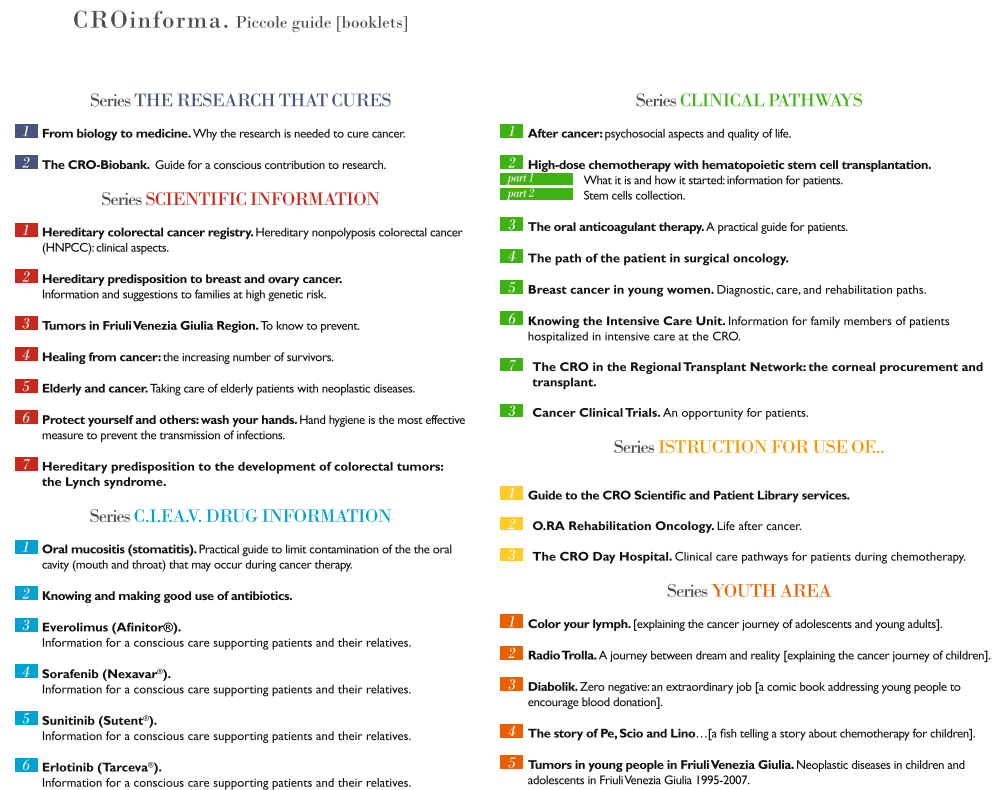 CROinforma. Piccole guide [booklets]
Series THE RESEARCH THAT CURES
1 From biology to medicine. Why the research is needed to cure cancer.
2 The CRO-Biobank. Guide for a conscious contribution to research.
Series SCIENTIFIC INFORMATION
1 Hereditary colorectal cancer registry. Hereditary nonpolyposis colorectal cancer
(HNPCC): clinical aspects.
2 Hereditary predisposition to breast and ovary cancer.
Information and suggestions to families at high genetic risk.
3 Tumors in Friuli Venezia Giulia Region. To know to prevent.
4 Healing from cancer: the increasing number of survivors.
5 Elderly and cancer. Taking care of elderly patients with neoplastic diseases.
6 Protect yourself and others: wash your hands. Hand hygiene is the most effective
measure to prevent the transmission of infections.
7 Hereditary predisposition to the development of colorectal tumors:
the Lynch syndrome.
Series C.I.F.A.V. DRUG INFORMATION
1 Oral mucositis (stomatitis). Practical guide to limit contamination of the the oral
cavity (mouth and throat) that may occur during cancer therapy.
2 Knowing and making good use of antibiotics.
3 Everolimus (Afinitor®).
Information for a conscious care supporting patients and their relatives.
4 Sorafenib (Nexavar®).
Information for a conscious care supporting patients and their relatives.
5 Sunitinib (Sutent®).
Information for a conscious care supporting patients and their relatives.
6 Erlotinib (Tarceva®).
Information for a conscious care supporting patients and their relatives.
Series CLINICAL PATHWAYS
1 After cancer: psychosocial aspects and quality of life.
2 High-dose chemotherapy with hematopoietic stem cell transplantation.
part 1 What it is and how it started: information for patients.
part 2 Stem cells collection.
3 The oral anticoagulant therapy. A practical guide for patients.
4 The path of the patient in surgical oncology.
5 Breast cancer in young women. Diagnostic, care, and rehabilitation paths.
6 Knowing the Intensive Care Unit. Information for family members of patients
hospitalized in intensive care at the CRO.
7 The CRO in the Regional Transplant Network: the corneal procurement and
transplant.
3 Cancer Clinical Trials. An opportunity for patients.
Series ISTRUCTION FOR USE OF...
1 Guide to the CRO Scientific and Patient Library services.
2 O.RA Rehabilitation Oncology. Life after cancer.
3 The CRO Day Hospital. Clinical care pathways for patients during chemotherapy.
Series YOUTH AREA
1 Color your lymph. [explaining the cancer journey of adolescents and young adults].
2 Radio Trolla. A journey between dream and reality [explaining the cancer journey of children].
3 Diabolik. Zero negative: an extraordinary job [a comic book addressing young people to
encourage blood donation].
4 The story of Pe, Scio and Lino…[a fish telling a story about chemotherapy for children].
5 Tumors in young people in Friuli Venezia Giulia. Neoplastic diseases in children and
adolescents in Friuli Venezia Giulia 1995-2007.